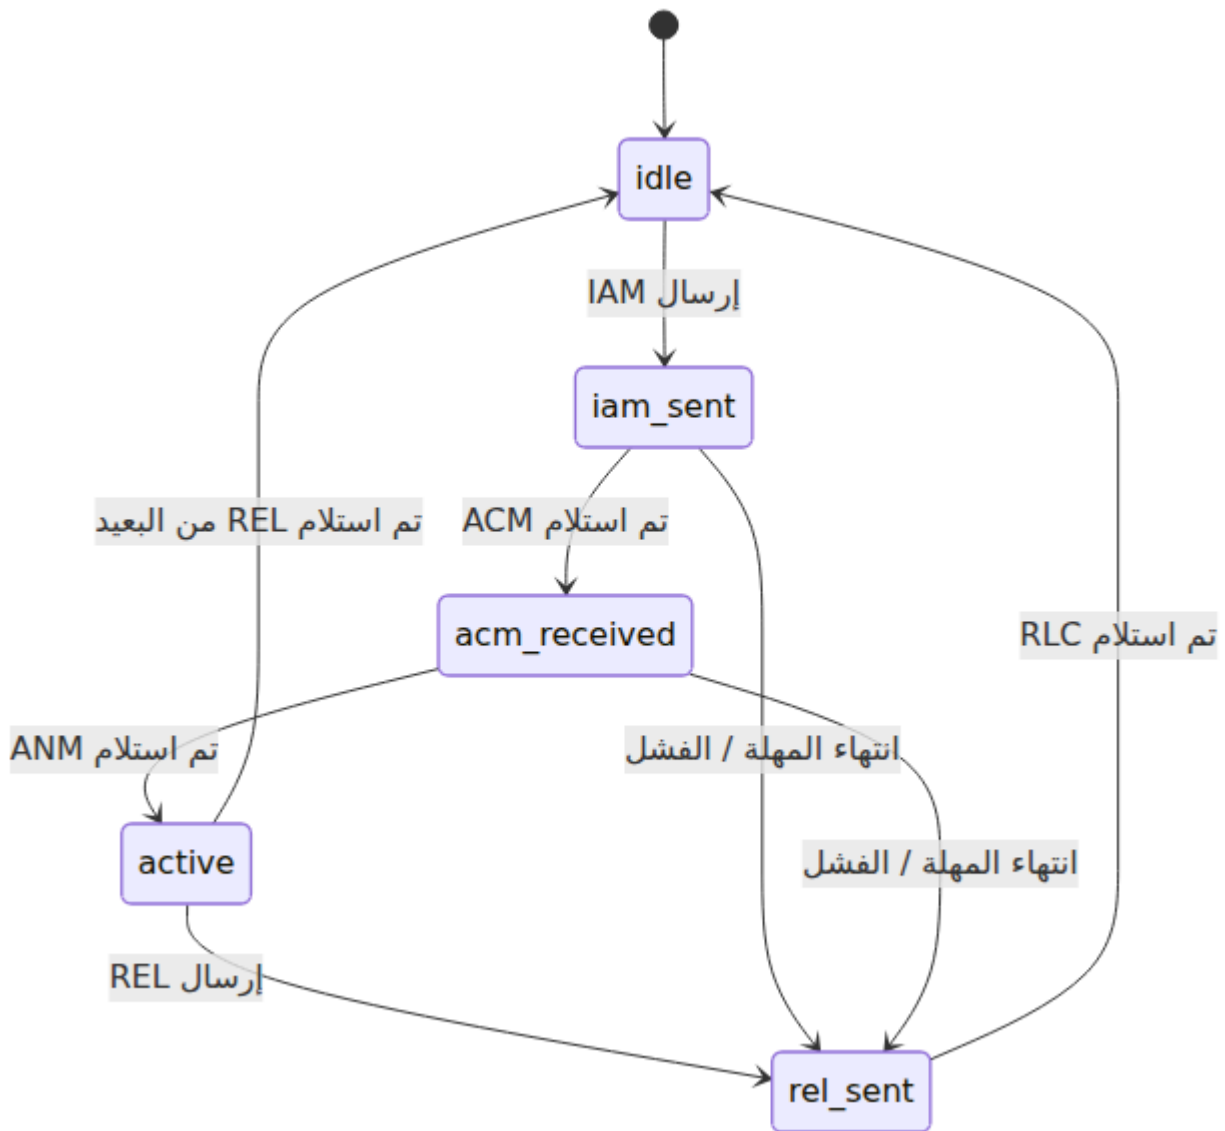 idle
إرسال IAM
iam_sent
تم استلام REL من البعيد
تم استلام ACM
acm_received
تم استلام RLC
تم استلام ANM
انتهاء المهلة / الفشل
active
انتهاء المهلة / الفشل
إرسال REL
rel_sent